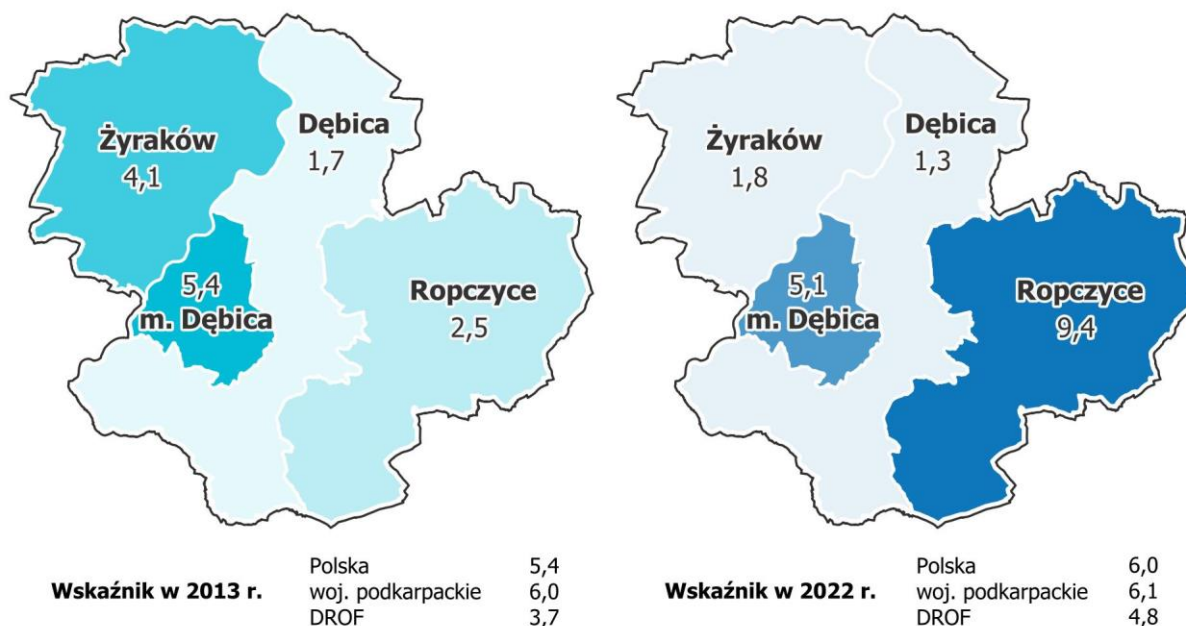 Żyraków
4,1
Dębica
1,7
5,4
m. Dębica
Ropczyce
2,5
Wskaźnik w 2013 r.
Polska 5,4
woj. podkarpackie 6,0
DROF 3,7
Żyraków
1,8
Dębica
1,3
5,1
m. Dębica
Ropczyce
9,4
Wskaźnik w 2022 r.
Polska 6,0
woj. podkarpackie 6,1
DROF 4,8